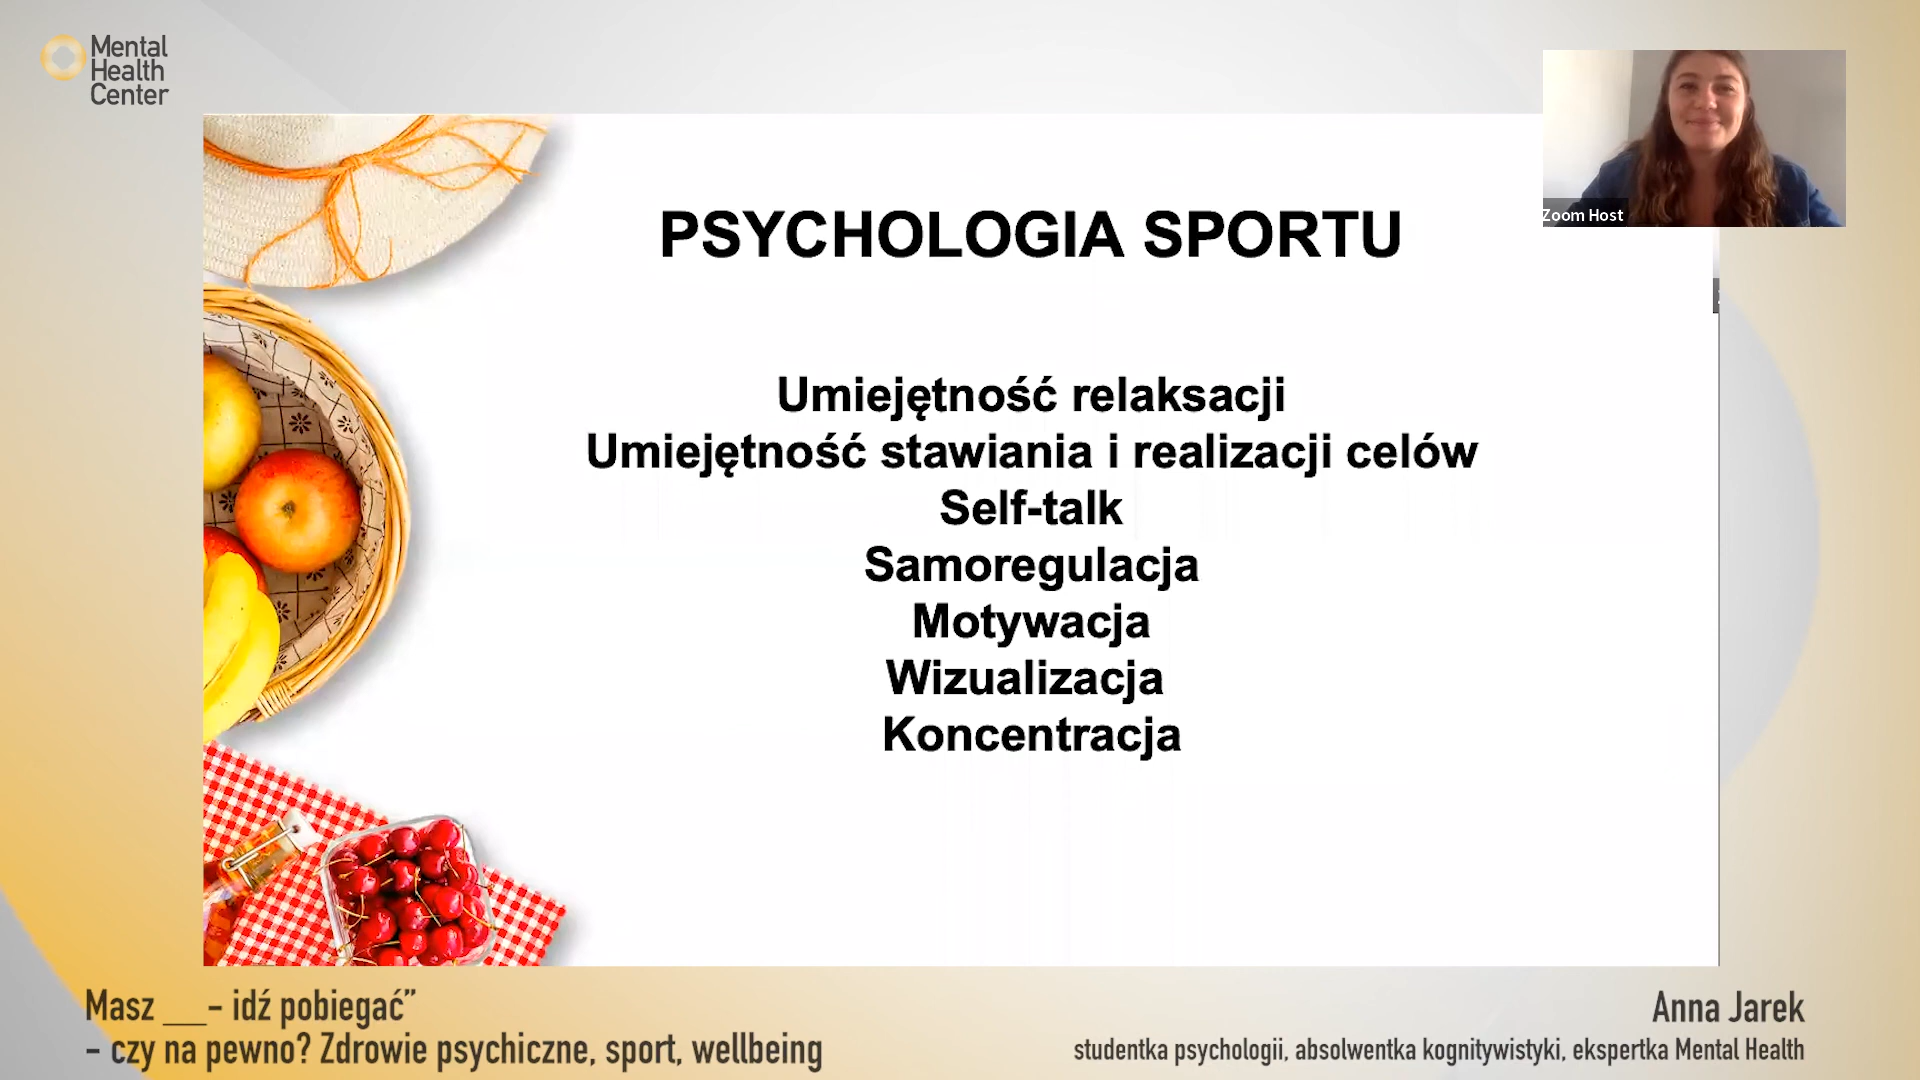 Mental
Health
Center
Zoom Host
PSYCHOLOGIA SPORTU
Umiejętność relaksacji
Umiejętność stawiania i realizacji celów
Self-talk
Samoregulacja
Motywacja
Wizualizacja
Koncentracja
Masz __- idź pobiegać”
- czy na pewno? Zdrowie psychiczne, sport, wellbeing
Anna Jarek
studentka psychologii, absolwentka kognitywistyki, ekspertka Mental Health